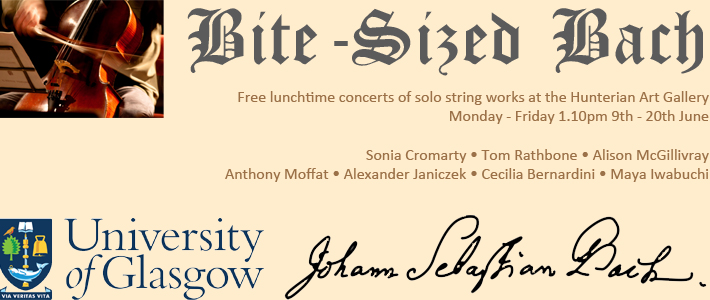 Bite-Sized Bach
Free lunchtime concerts of solo string works at the Hunterian Art Gallery
Monday - Friday 1.10pm 9th - 20th June
Sonia Cromarty • Tom Rathbone • Alison McGillivray
Anthony Moffat • Alexander Janiczek • Cecilia Bernardini • Maya Iwabuchi
University
of Glasgow
VIA VERITAS VITA
Johann Sebastian Bach.